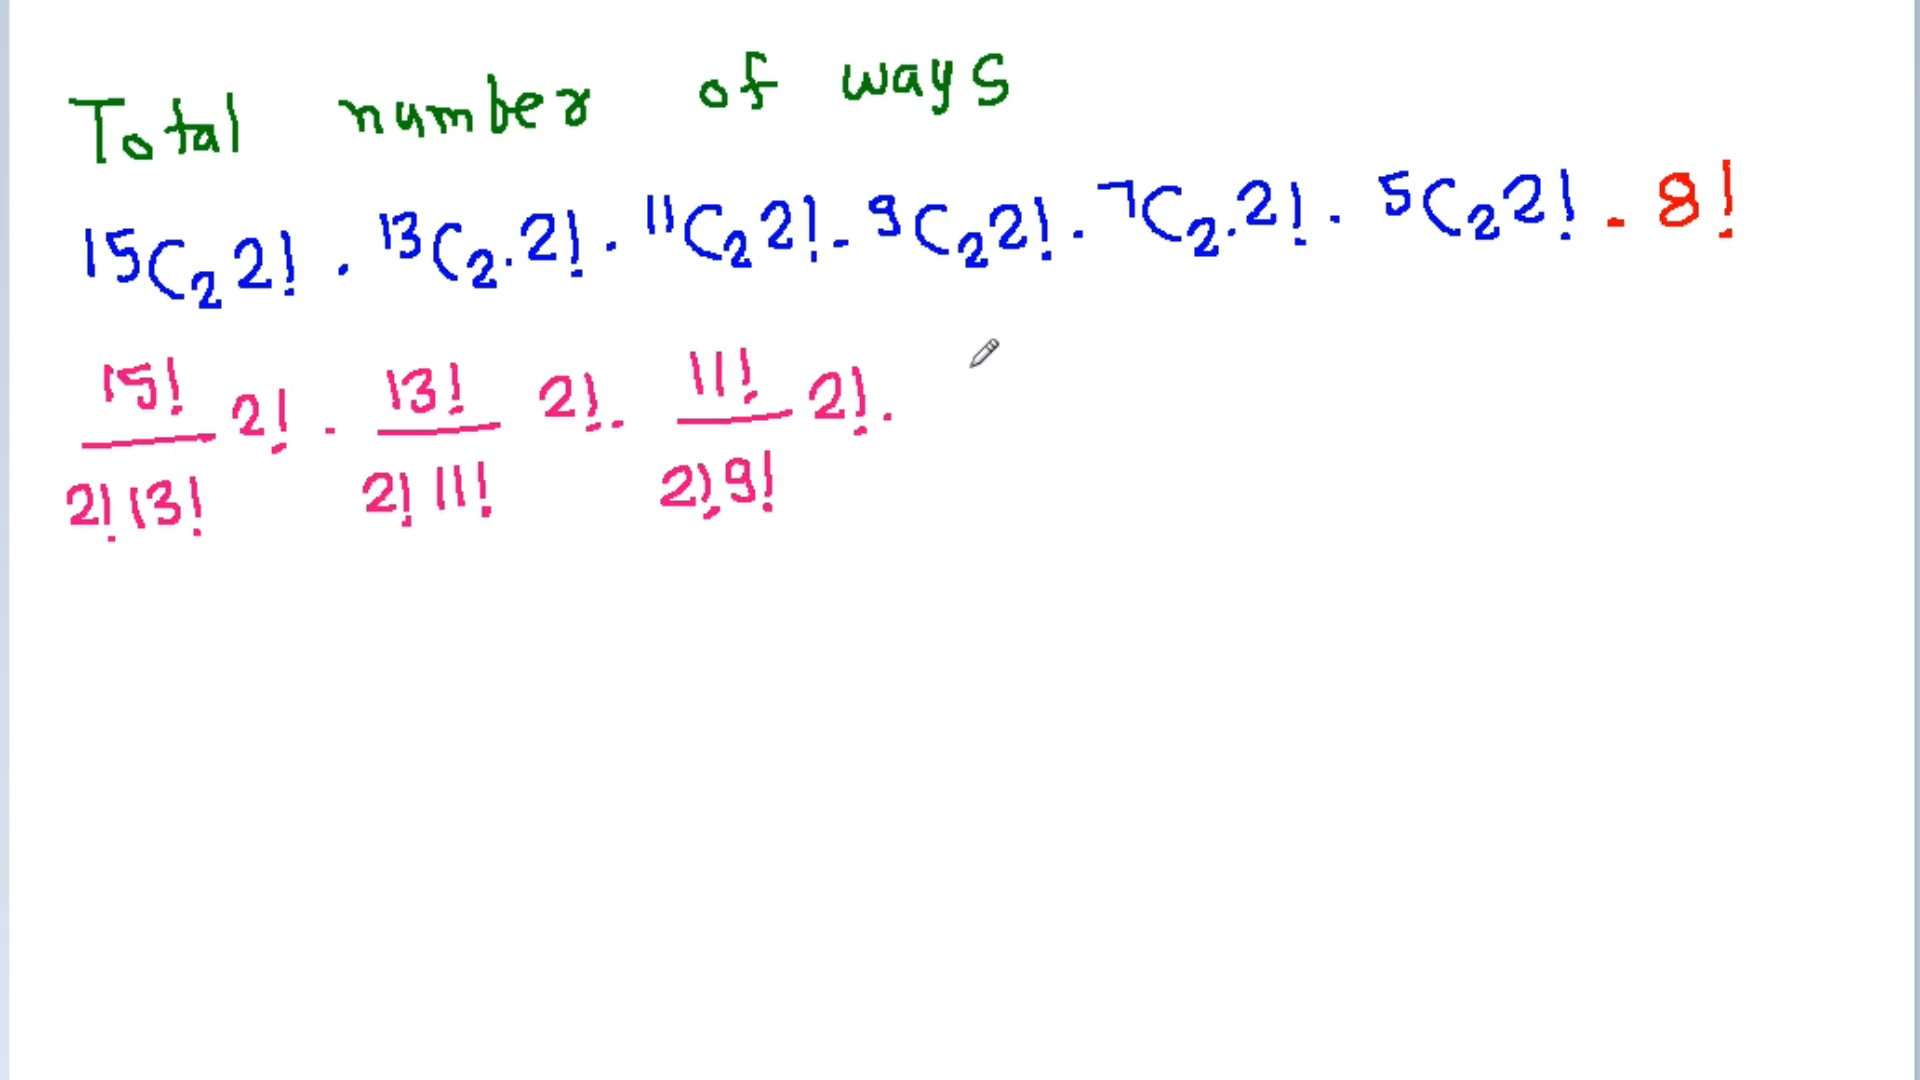 Total number of ways
¹⁵C₂ 2! . ¹³C₂ . 2! . ¹¹C₂ 2! . ⁹C₂ 2! . ⁷C₂ . 2! . ⁵C₂ 2! . 8!
15!/2!13! 2! . 13!/2!11! 2! . 11!/2!9! 2! .